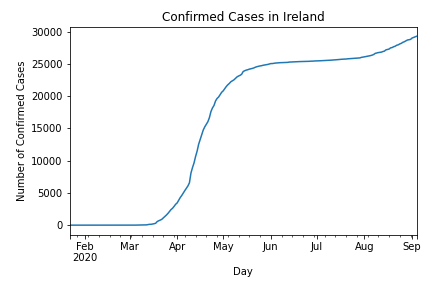 Confirmed Cases in Ireland
Number of Confirmed Cases
30000
25000
20000
15000
10000
5000
0
Feb Mar Apr May Jun Jul Aug Sep
2020
Day